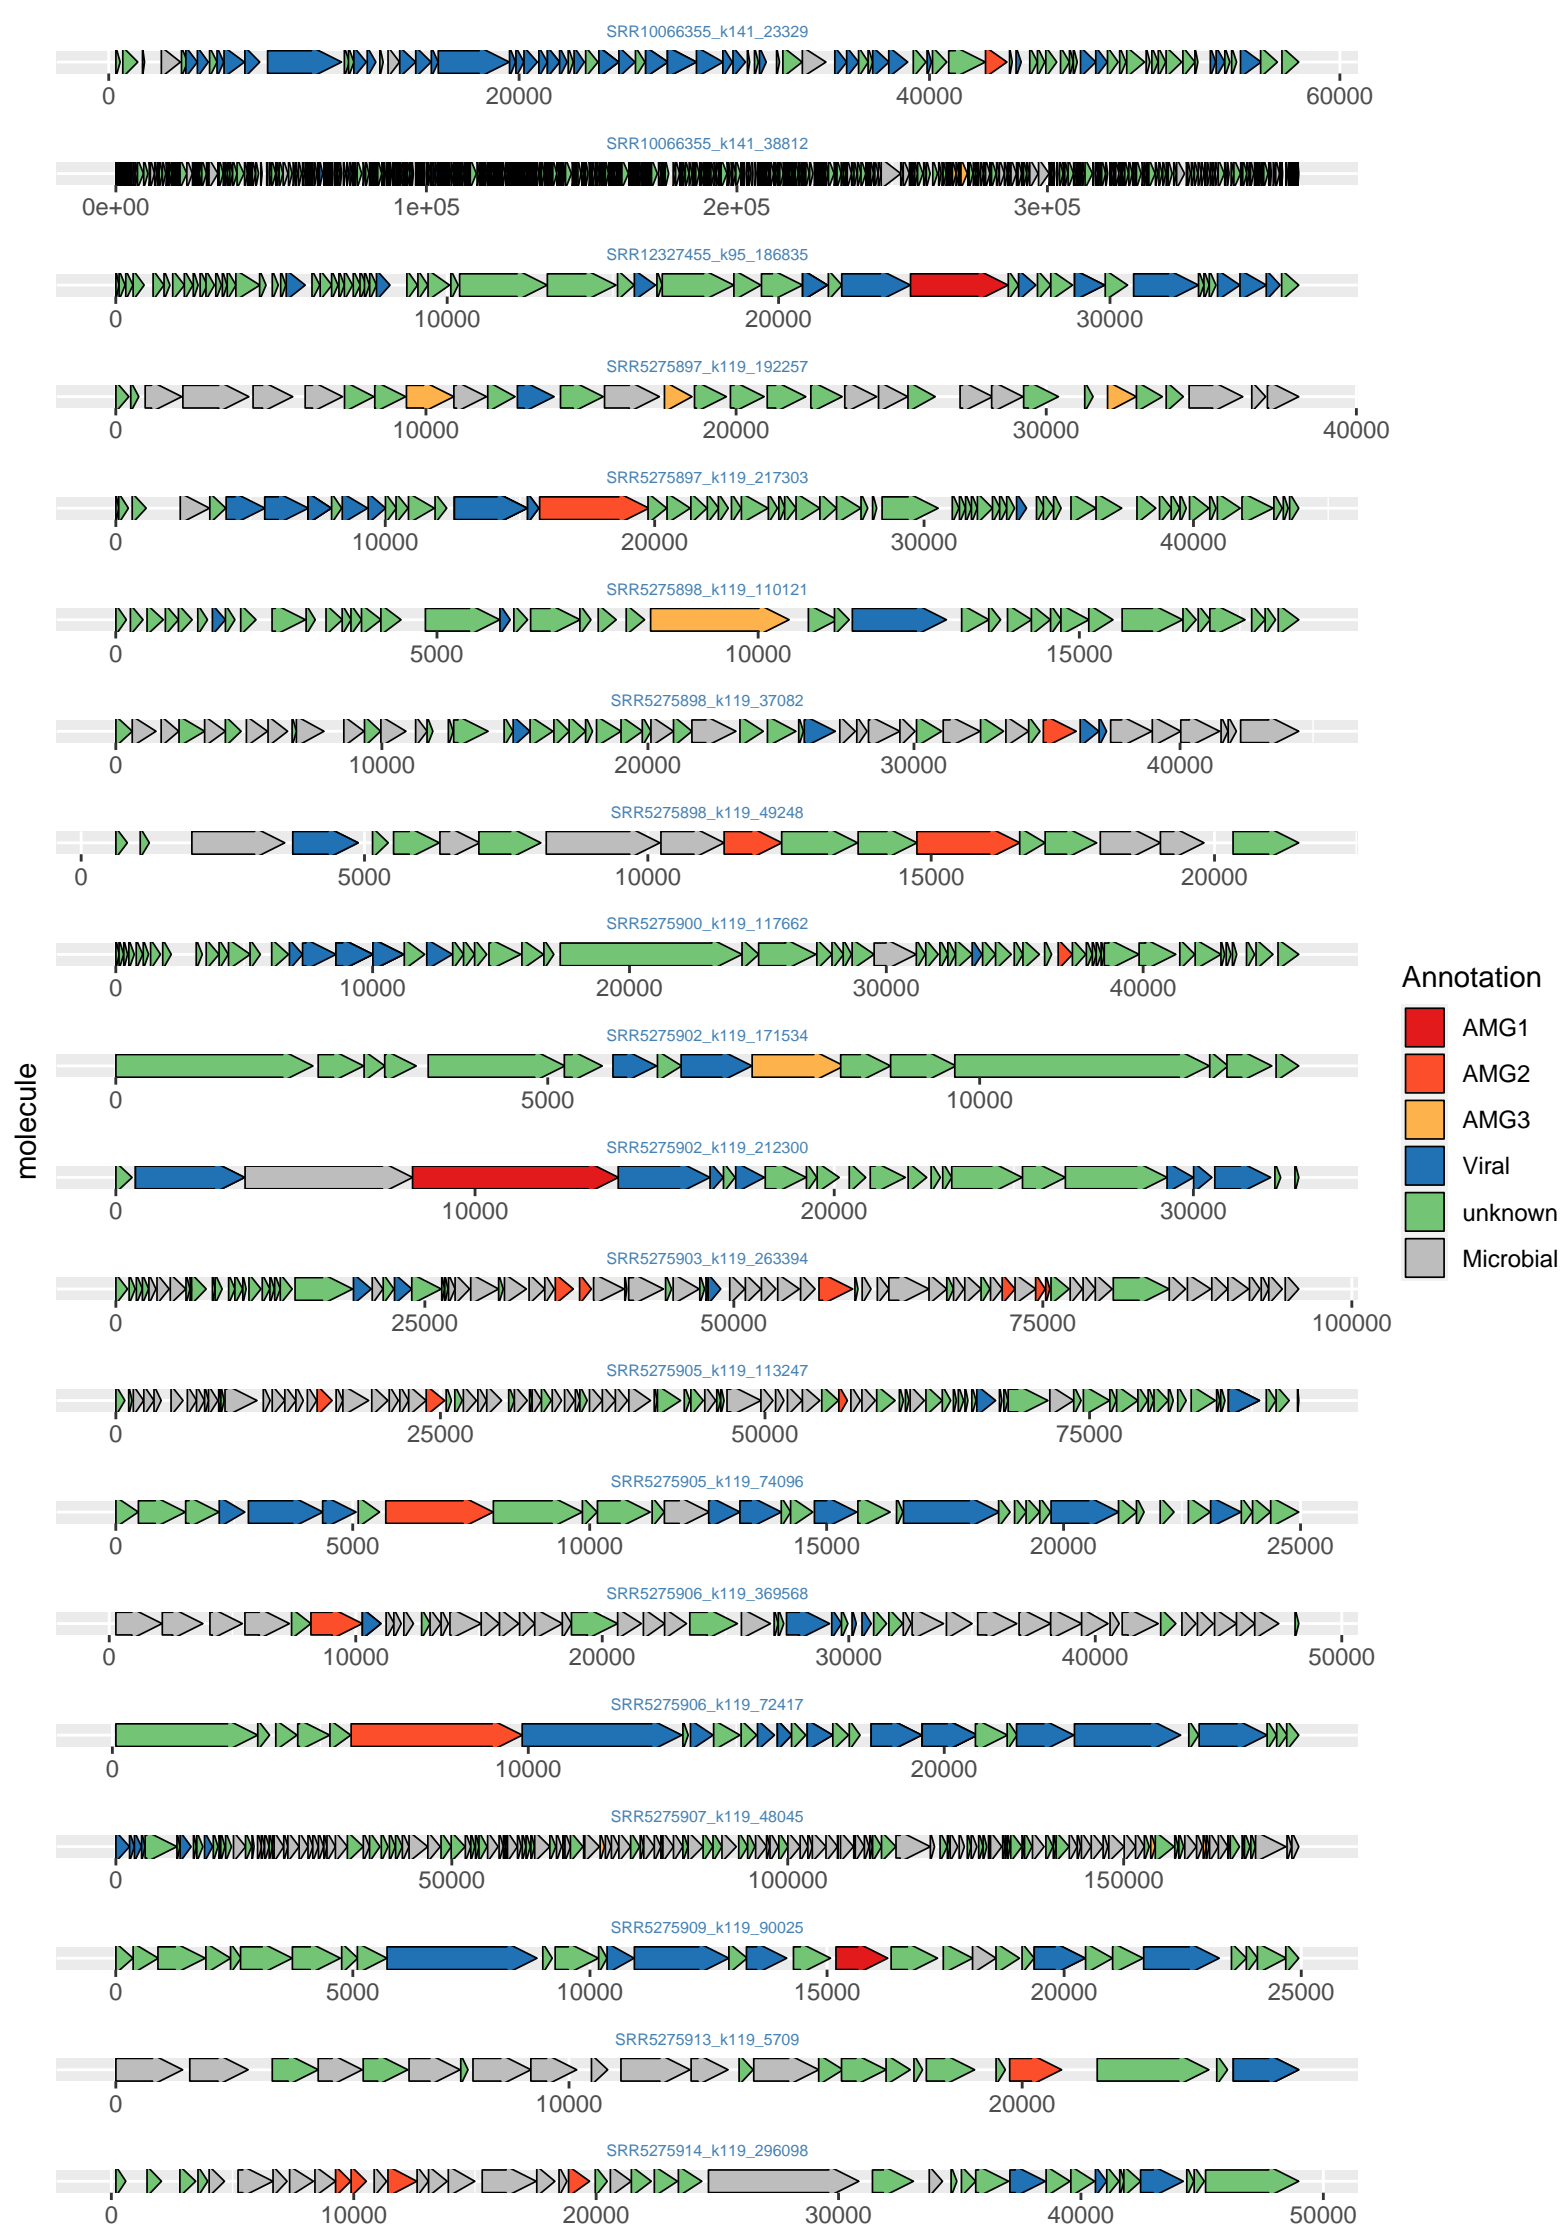 SRR10066355_k141_23329
0 20000 40000 60000
SRR10066355_k141_38812
0e+00 1e+05 2e+05 3e+05
SRR12327455_k95_186835
0 10000 20000 30000
SRR5275897_k119_192257
0 10000 20000 30000 40000
SRR5275897_k119_217303
0 10000 20000 30000 40000
SRR5275898_k119_110121
0 5000 10000 15000
SRR5275898_k119_37082
0 10000 20000 30000 40000
SRR5275898_k119_49248
0 5000 10000 15000 20000
SRR5275900_k119_117662
0 10000 20000 30000 40000
SRR5275902_k119_171534
0 5000 10000
SRR5275902_k119_212300
0 10000 20000 30000
SRR5275903_k119_263394
0 25000 50000 75000 100000
SRR5275905_k119_113247
0 25000 50000 75000
SRR5275905_k119_74096
0 5000 10000 15000 20000 25000
SRR5275906_k119_369568
0 10000 20000 30000 40000 50000
SRR5275906_k119_72417
0 10000 20000
SRR5275907_k119_48045
0 50000 100000 150000
SRR5275909_k119_90025
0 5000 10000 15000 20000 25000
SRR5275913_k119_5709
0 10000 20000
SRR5275914_k119_296098
0 10000 20000 30000 40000 50000
molecule
Annotation
AMG1
AMG2
AMG3
Viral
unknown
Microbial